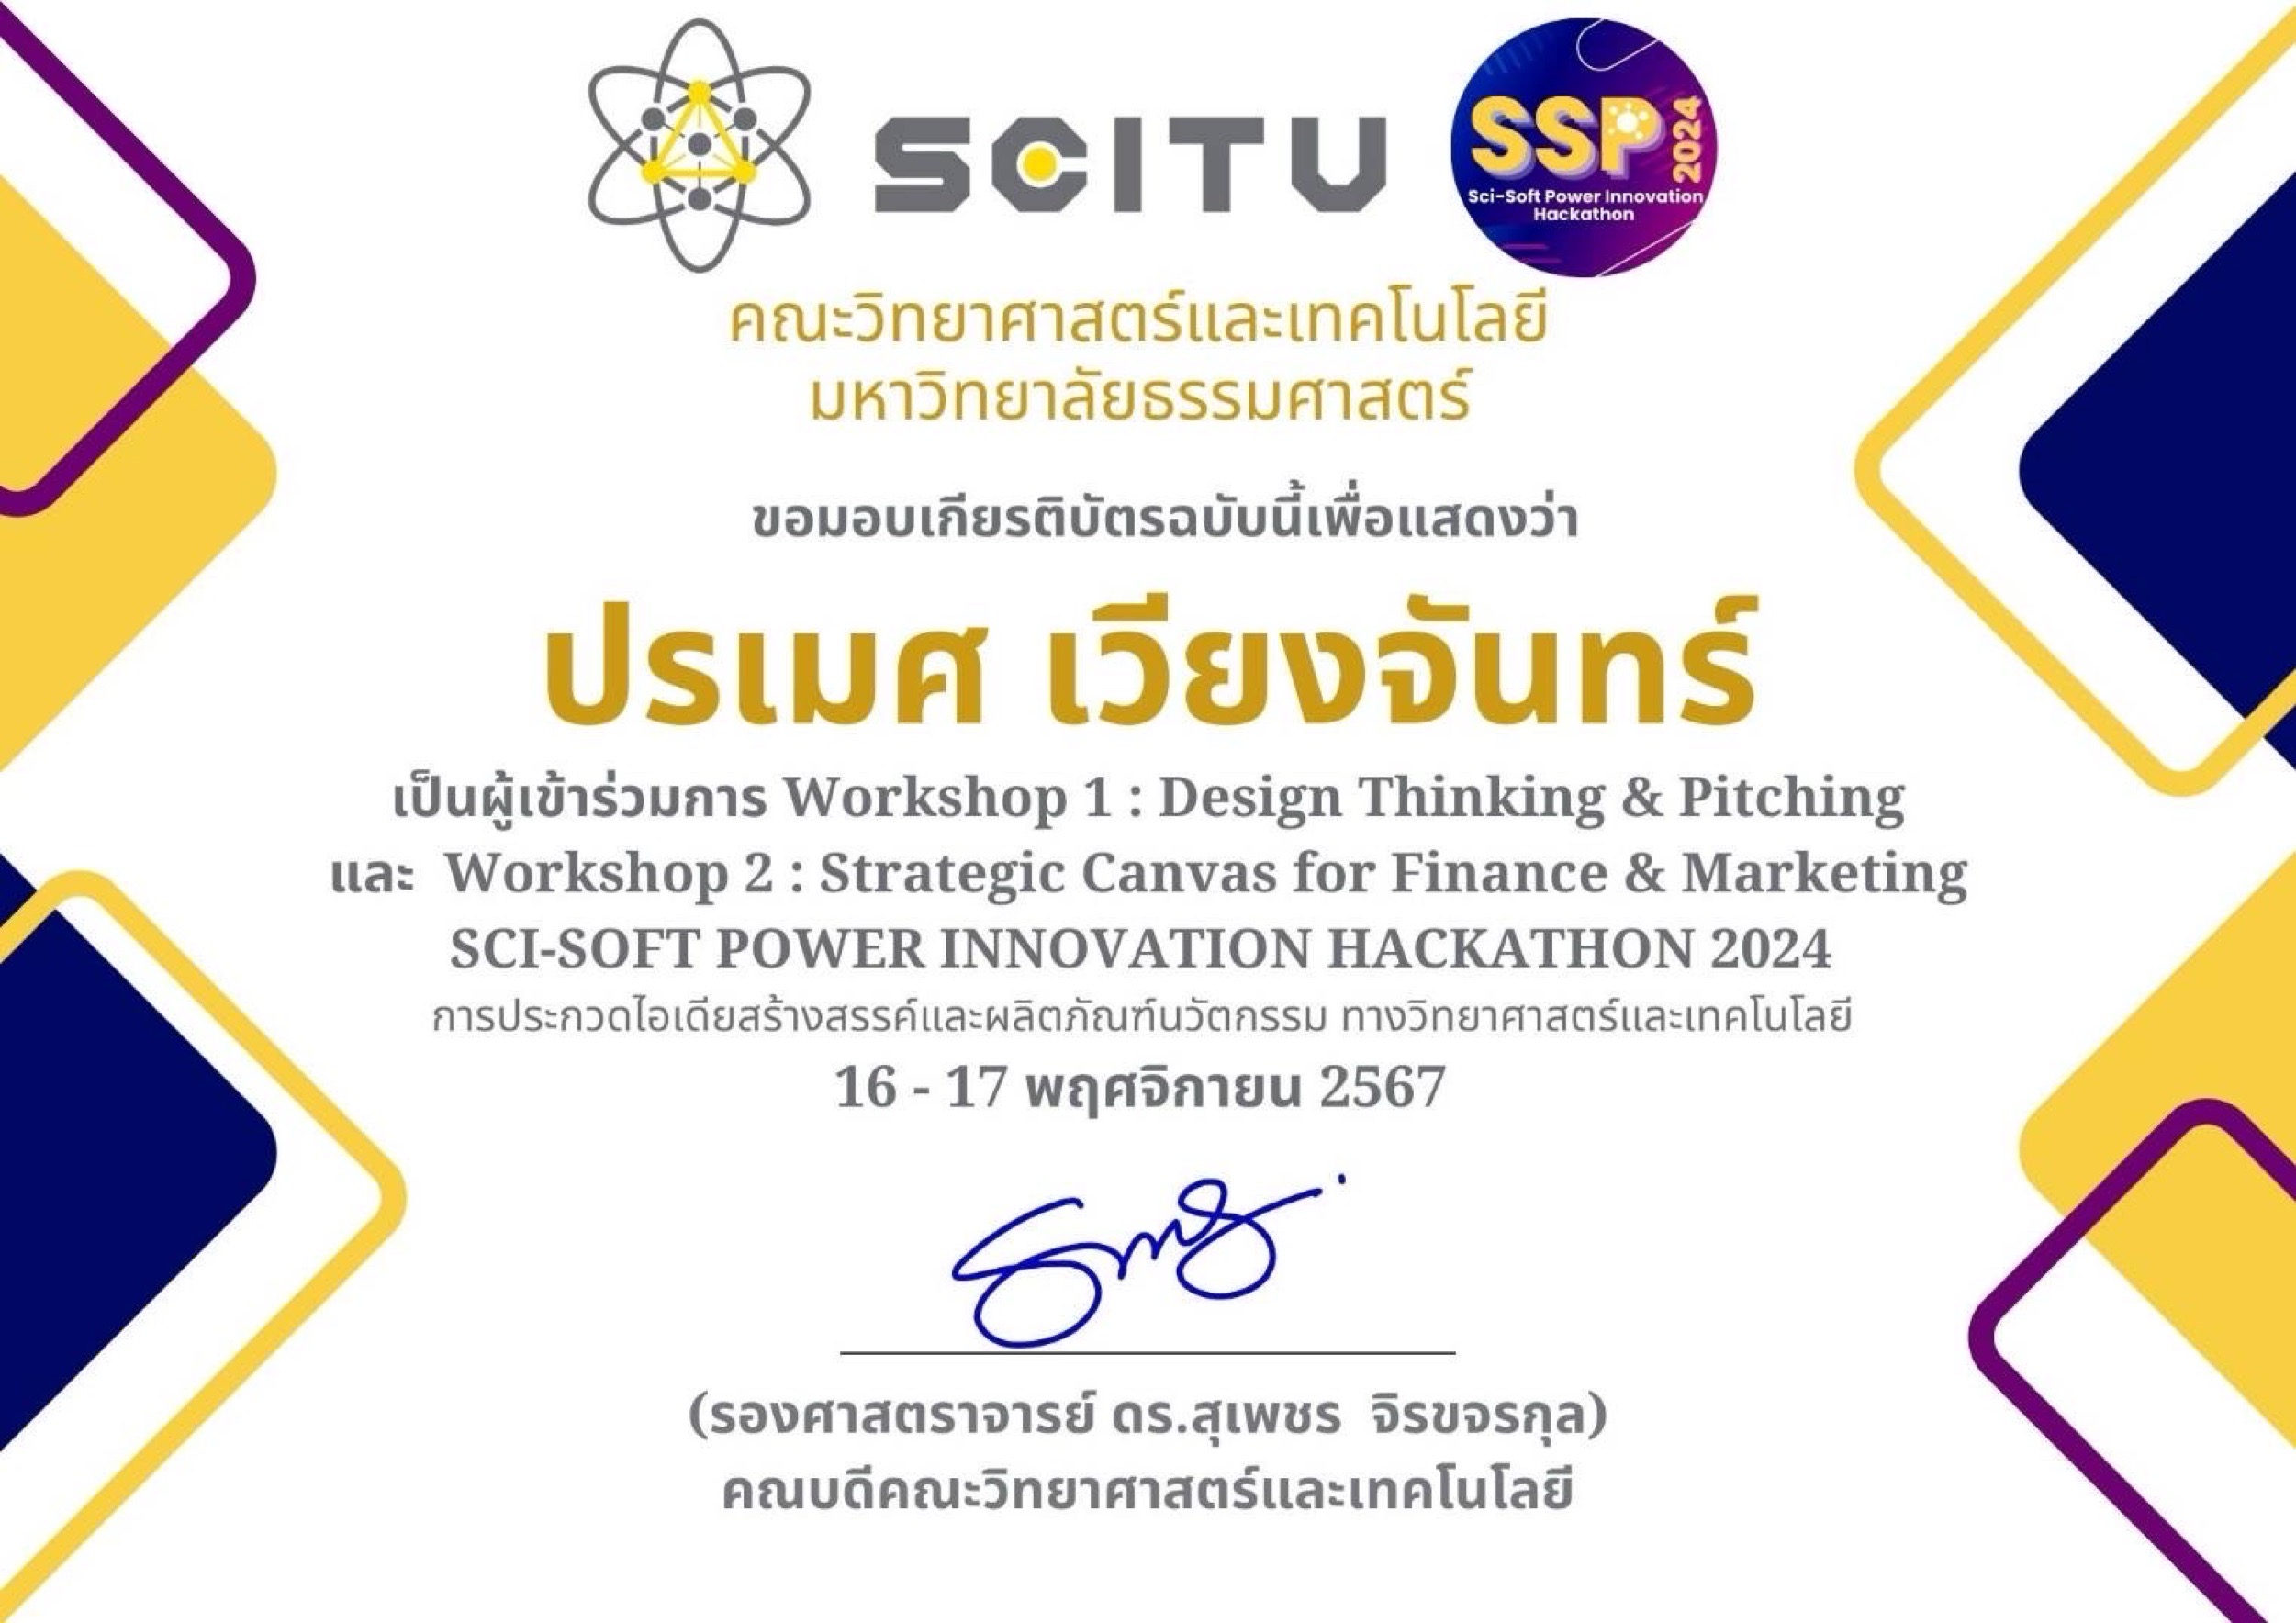 SCITU
SSP 2024
Sci-Soft Power Innovation
Hackathon
คณะวิทยาศาสตร์และเทคโนโลยี
มหาวิทยาลัยธรรมศาสตร์
ขอมอบเกียรติบัตรฉบับนี้เพื่อแสดงว่า
ปรเมศ เวียงจันทร์
เป็นผู้เข้าร่วมการ Workshop 1 : Design Thinking & Pitching
และ Workshop 2 : Strategic Canvas for Finance & Marketing
SCI-SOFT POWER INNOVATION HACKATHON 2024
การประกวดไอเดียสร้างสรรค์และผลิตภัณฑ์นวัตกรรม ทางวิทยาศาสตร์และเทคโนโลยี
16 - 17 พฤศจิกายน 2567
(รองศาสตราจารย์ ดร.สุเพชร จิรขจรกุล)
คณบดีคณะวิทยาศาสตร์และเทคโนโลยี